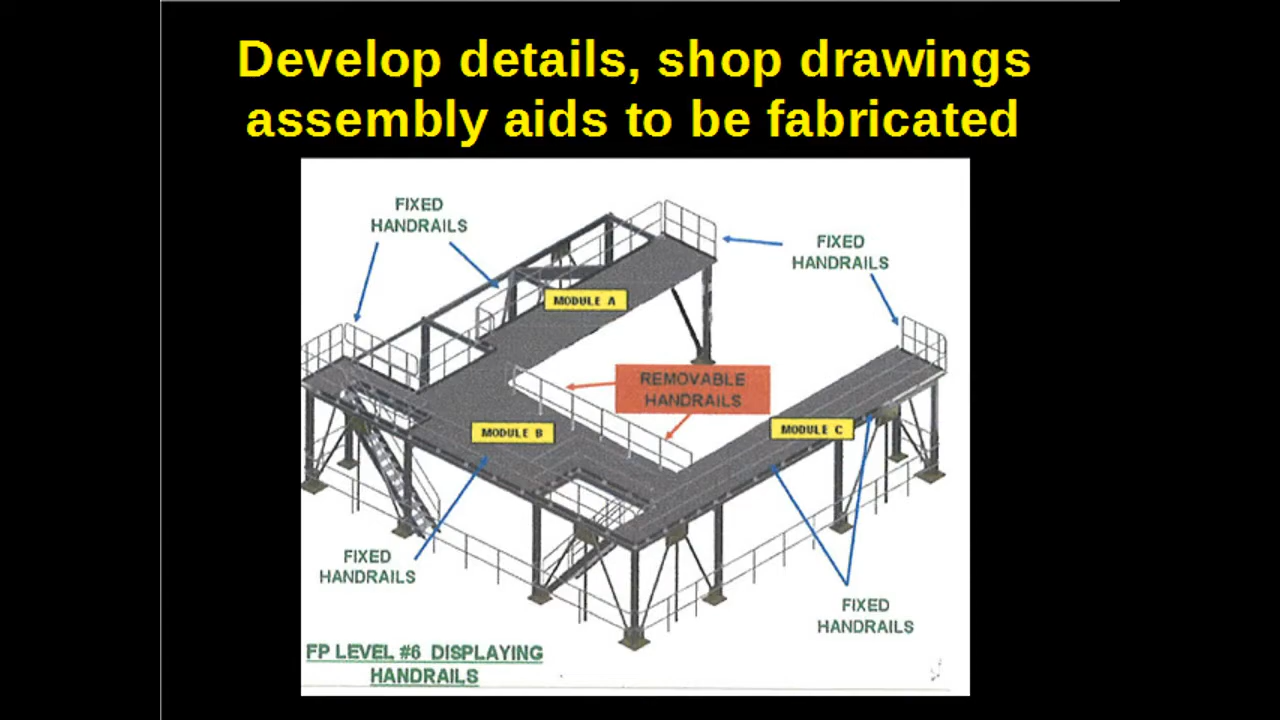 Develop details, shop drawings
assembly aids to be fabricated
FIXED
HANDRAILS
FIXED
HANDRAILS
MODULE A
REMOVABLE
HANDRAILS
MODULE B
MODULE C
FIXED
HANDRAILS
FIXED
HANDRAILS
FP LEVEL #6 DISPLAYING
HANDRAILS